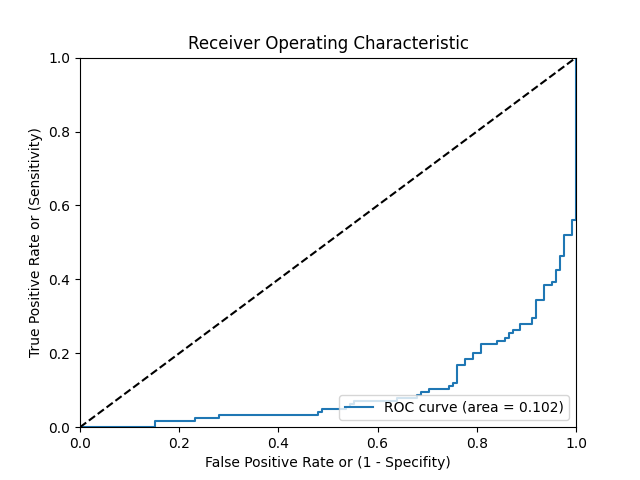 Receiver Operating Characteristic
1.0
0.8
0.6
0.4
0.2
0.0
True Positive Rate or (Sensitivity)
ROC curve (area = 0.102)
0.0 0.2 0.4 0.6 0.8 1.0
False Positive Rate or (1 - Specifity)